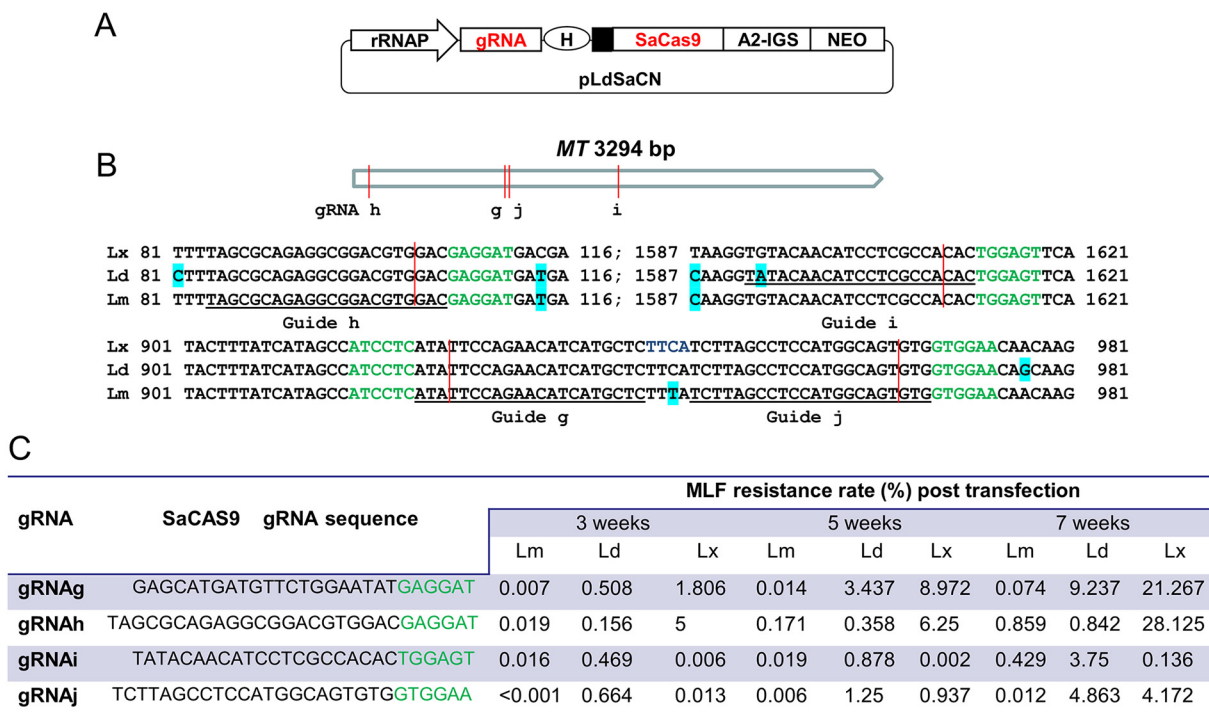 A
rRNAP gRNA H SaCas9 A2-IGS NEO
pLdSaCN
B
MT 3294 bp
gRNA h g j i
Lx 81 TTTTAGCGCAGAGGCGGACGTGGACGAGGATGACGA 116; 1587 TAAGGTGTACAACATCCTCGCCACACTGGAGTTCA 1621
Ld 81 CTTTAGCGCAGAGGCGGACGTGGACGAGGATGATGA 116; 1587 CAAGGTATACAACATCCTCGCCACACTGGAGTTCA 1621
Lm 81 TTTTAGCGCAGAGGCGGACGTGGACGAGGATGATGA 116; 1587 CAAGGTGTACAACATCCTCGCCACACTGGAGTTCA 1621
Guide h Guide i
Lx 901 TACTTTATCATAGCCATCCTCATATTCCAGAACATCATGCTCTTCATCTTAGCCTCCATGGCAGTGTGGTGGAACAACAAG 981
Ld 901 TACTTTATCATAGCCATCCTCATATTCCAGAACATCATGCTCTTCATCTTAGCCTCCATGGCAGTGTGGTGGAACAGCAAG 981
Lm 901 TACTTTATCATAGCCATCCTCATATTCCAGAACATCATGCTCTTTATCTTAGCCTCCATGGCAGTGTGGTGGAACAACAAG 981
Guide g Guide j
C
gRNA SaCAS9 gRNA sequence MLF resistance rate (%) post transfection
3 weeks 5 weeks 7 weeks
Lm Ld Lx Lm Ld Lx Lm Ld Lx
gRNAg GAGCATGATGTTCTGGAATATGAGGAT 0.007 0.508 1.806 0.014 3.437 8.972 0.074 9.237 21.267
gRNAh TAGCGCAGAGGCGGACGTGGACGAGGAT 0.019 0.156 5 0.171 0.358 6.25 0.859 0.842 28.125
gRNAi TATACAACATCCTCGCCACACTGGAGT 0.016 0.469 0.006 0.019 0.878 0.002 0.429 3.75 0.136
gRNAj TCTTAGCCTCCATGGCAGTGTGGTGGAA <0.001 0.664 0.013 0.006 1.25 0.937 0.012 4.863 4.172